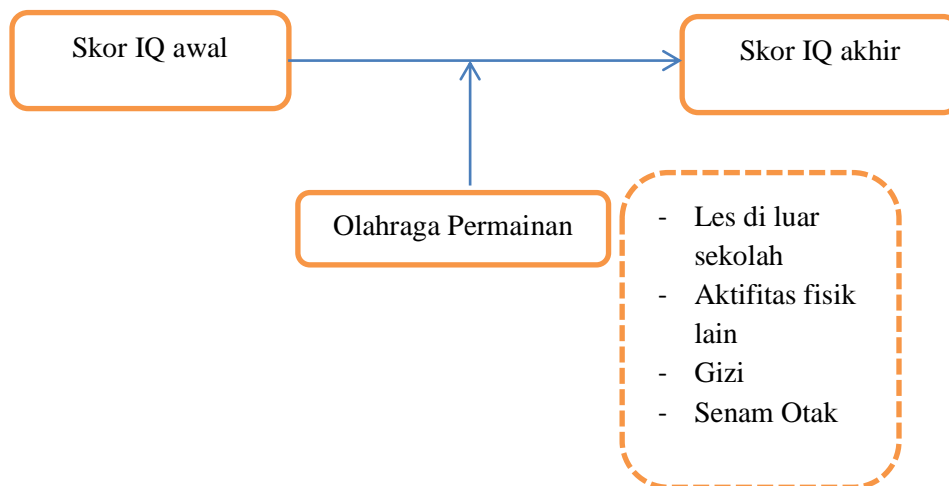 Skor IQ awal
Skor IQ akhir
Olahraga Permainan
- Les di luar
sekolah
- Aktifitas fisik
lain
- Gizi
- Senam Otak